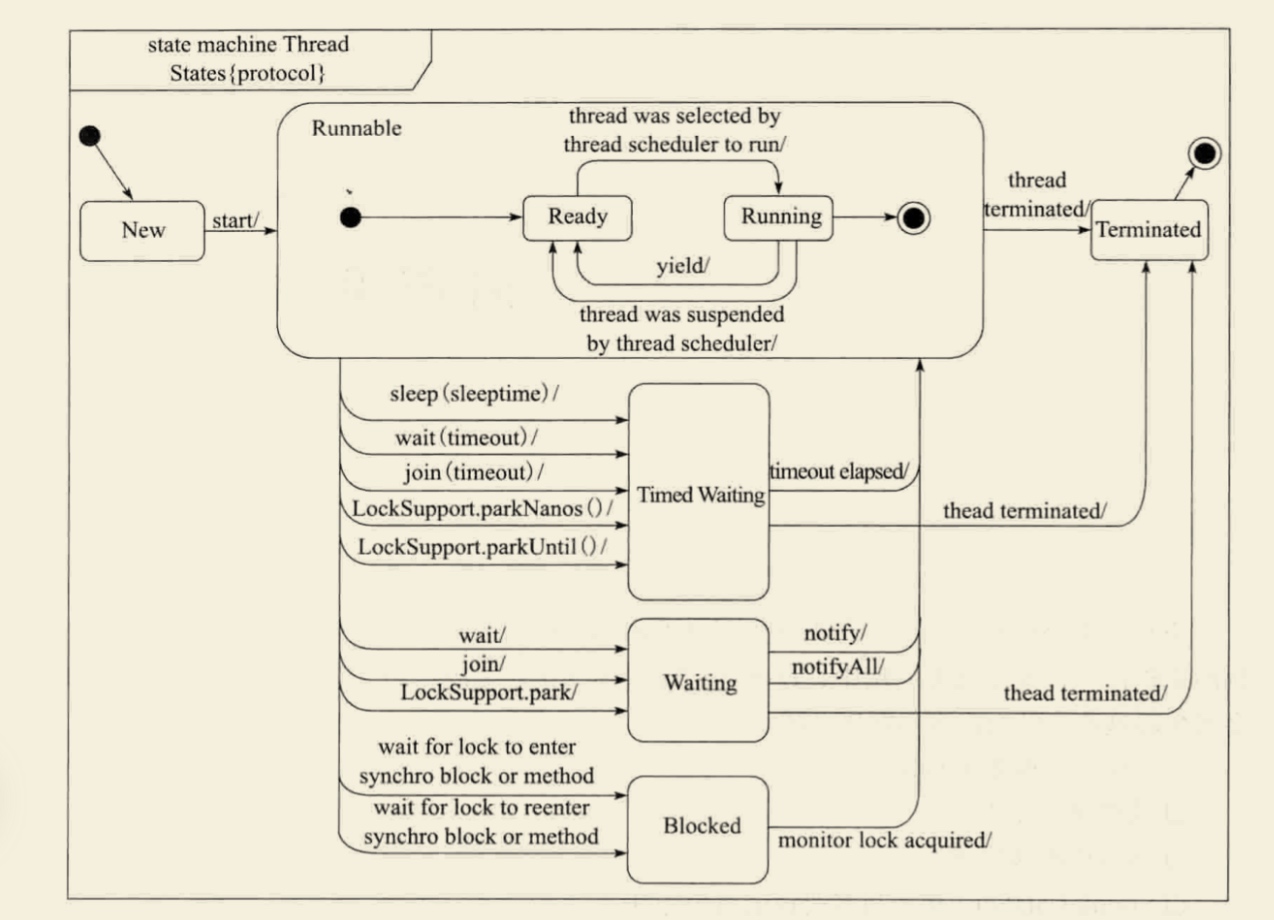 state machine Thread
States{protocol}
Runnable
thread was selected by
thread scheduler to run/
New
start/
Ready
Running
yield/
thread was suspended
by thread scheduler/
thread
terminated/
Terminated
sleep(sleeptime)/
wait(timeout)/
join(timeout)/
LockSupport.parkNanos()/
LockSupport.parkUntil()/
Timed Waiting
timeout elapsed/
thead terminated/
wait/
join/
LockSupport.park/
Waiting
notify/
notifyAll/
thead terminated/
wait for lock to enter
synchro block or method
wait for lock to reenter
synchro block or method
Blocked
monitor lock acquired/